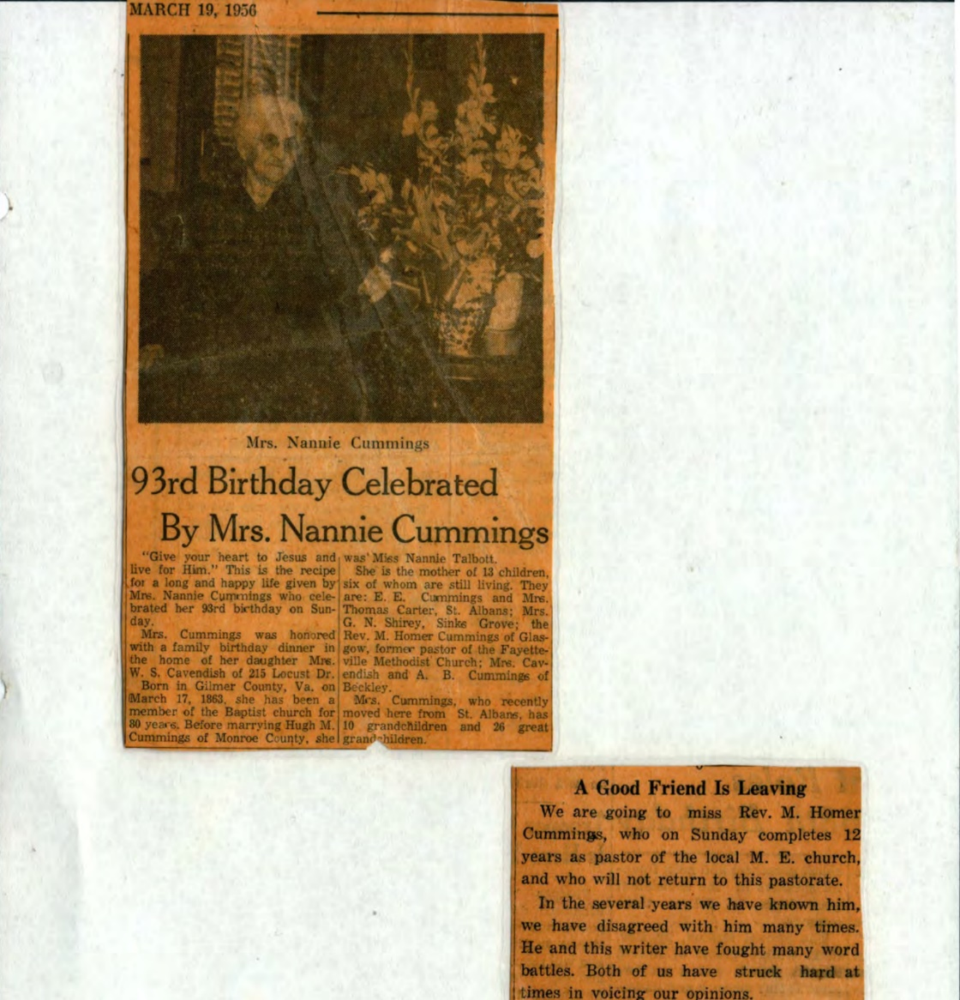 MARCH 19, 1956
Mrs. Nannie Cummings
93rd Birthday Celebrated
By Mrs. Nannie Cummings
"Give your heart to Jesus and
live for Him." This is the recipe
for a long and happy life given by
Mrs. Nannie Cummings who cele-
brated her 93rd birthday on Sun-
day.
Mrs. Cummings was honored
with a family birthday dinner in
the home of her daughter Mrs.
W. S. Cavendish of 215 Locust Dr.
Born in Gilmer County, Va. on
March 17, 1863, she has been a
member of the Baptist church for
80 years. Before marrying Hugh M.
Cummings of Monroe County, she
was Miss Nannie Talbott.
She is the mother of 13 children,
six of whom are still living. They
are: E. E. Cummings and Mrs.
Thomas Carter, St. Albans; Mrs.
G. N. Shirey, Sinks Grove; the
Rev. M. Homer Cummings of Glas-
gow, former pastor of the Fayette-
ville Methodist Church; Mrs. Cav-
endish and A. B. Cummings of
Beckley.
Mrs. Cummings, who recently
moved here from St. Albans, has
10 grandchildren and 26 great
grandchildren.
A Good Friend Is Leaving
We are going to miss Rev. M. Homer
Cummings, who on Sunday completes 12
years as pastor of the local M. E. church,
and who will not return to this pastorate.
In the several years we have known him,
we have disagreed with him many times.
He and this writer have fought many word
battles. Both of us have struck hard at
times in voicing our opinions.